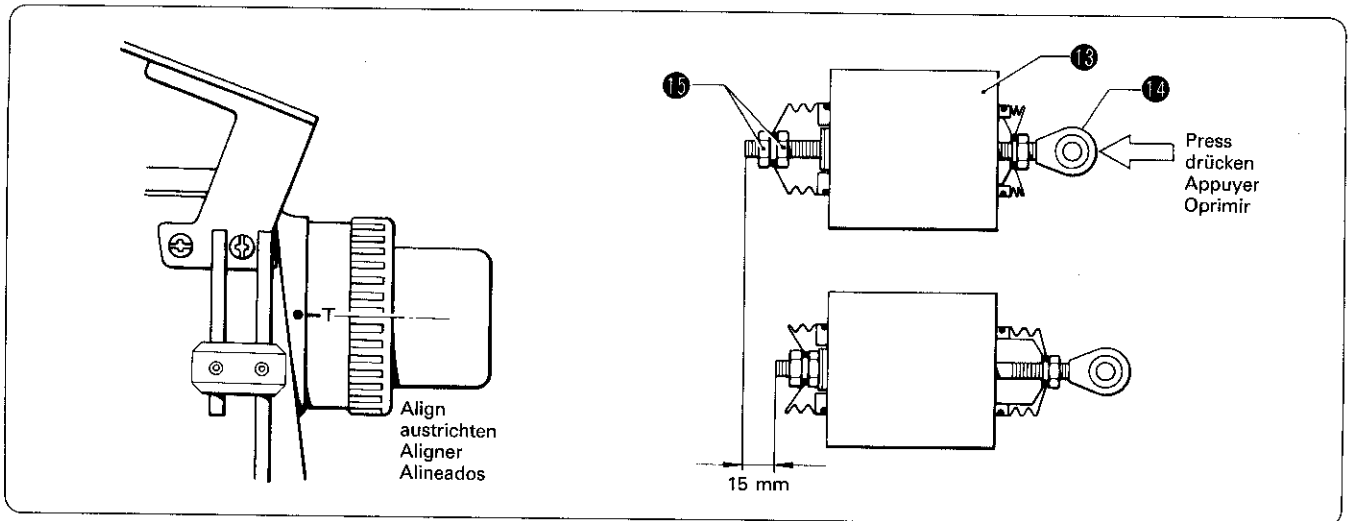 T
Align
austrichten
Aligner
Alineados
15
13
14
Press
drücken
Appuyer
Oprimir
15 mm